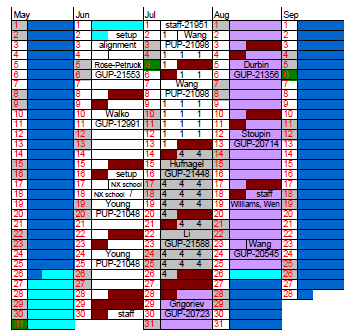 May Jun Jul Aug Sep
1 1 1 staff-21951 1 1
2 2 setup 2 1 Wang 2 2
3 3 alignment 3 PUP-21098 3 3
4 4 4 1 1 1 4 4
5 5 Rose-Petruck 5 5 Durbin 5
6 6 GUP-21553 6 1 1 6 GUP-21356 6
7 7 7 Wang 7 7
8 8 8 PUP-21098 8 8
9 9 9 1 1 1 9 9
10 10 Walko 10 1 1 1 10 10
11 11 GUP-12991 11 1 1 1 11 11
12 12 12 1 1 1 12 Stoupin 12
13 13 13 1 1 1 13 GUP-20714 13
14 14 14 4 4 14 14
15 15 15 Hufnagel 15 15
16 16 setup 16 GUP-21448 16 16
17 17 NX school 17 4 4 4 17 17
18 18 NX school / 18 4 4 4 18 staff 18
19 19 Young 19 4 4 4 19 Williams, Wen 19
20 20 PUP-21048 20 4 20 20
21 21 21 4 4 21 21
22 22 22 Li 22 22
23 23 23 GUP-21588 23 Wang 23
24 24 Young 24 4 4 4 24 GUP-20545 24
25 25 PUP-21048 25 4 4 4 25 25
26 26 26 4 26 26
27 27 27 27 27
28 28 28 28 28
29 29 29 Grigoriev 29
30 30 staff 30 GUP-20723 30
31 31 31